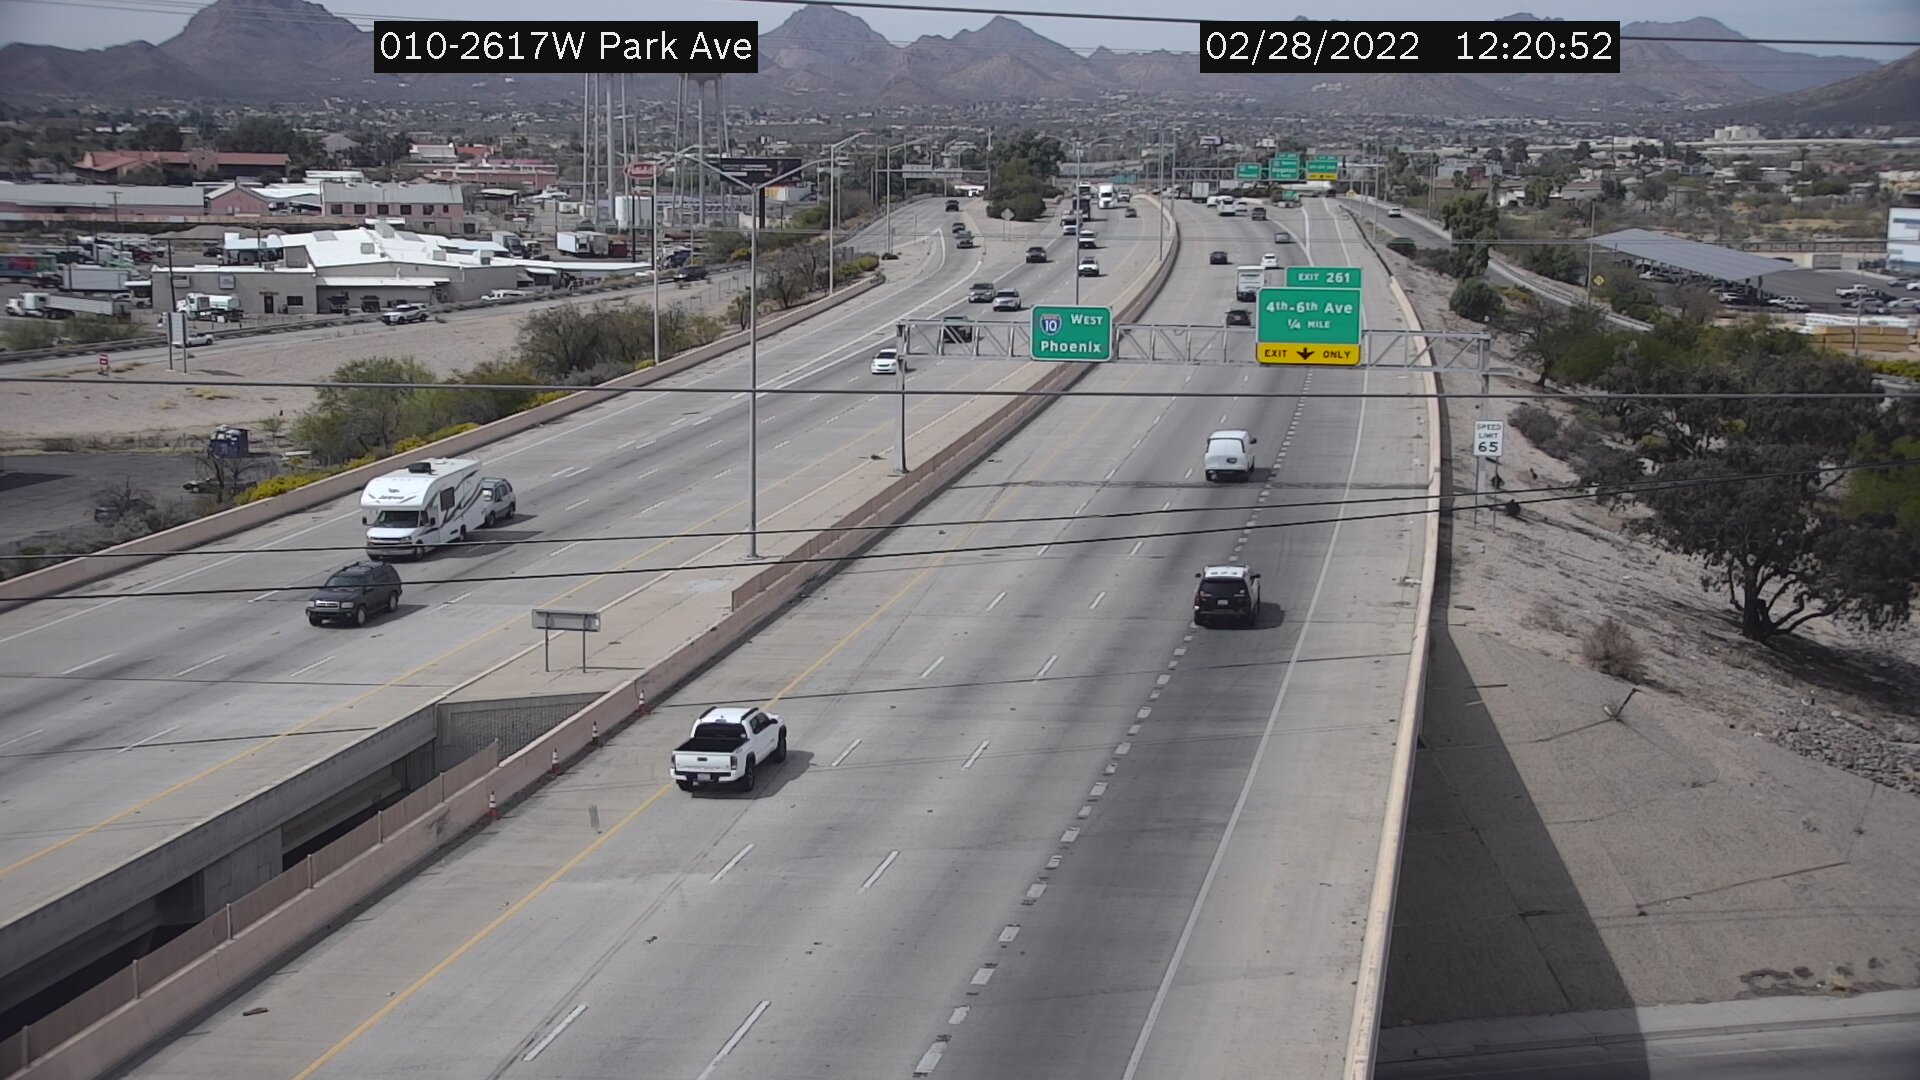 010-2617W Park Ave
02/28/2022 12:20:52
EXIT 261
4th-6th Ave
1/4 MILE
EXIT ONLY
10
WEST
Phoenix
SPEED
LIMIT
65